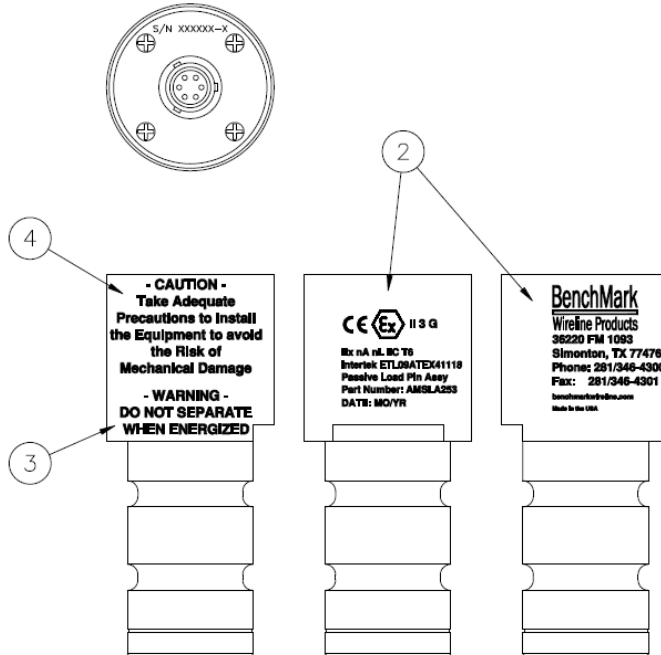 S/N XXXXXX-X
2
4
- CAUTION -
Take Adequate
Precautions to Install
the Equipment to avoid
the Risk of
Mechanical Damage
- WARNING -
DO NOT SEPARATE
WHEN ENERGIZED
3
CE Ex II 3 G
Ex nA nL IIC T6
Intertek ETL09ATEX41118
Passive Load Pin Assy
Part Number: AMSLA253
DATE: MO/YR
BenchMark
Wireline Products
36220 FM 1093
Simonton, TX 77476
Phone: 281/346-4300
Fax: 281/346-4301
benchmarkwireline.com
Made in the USA